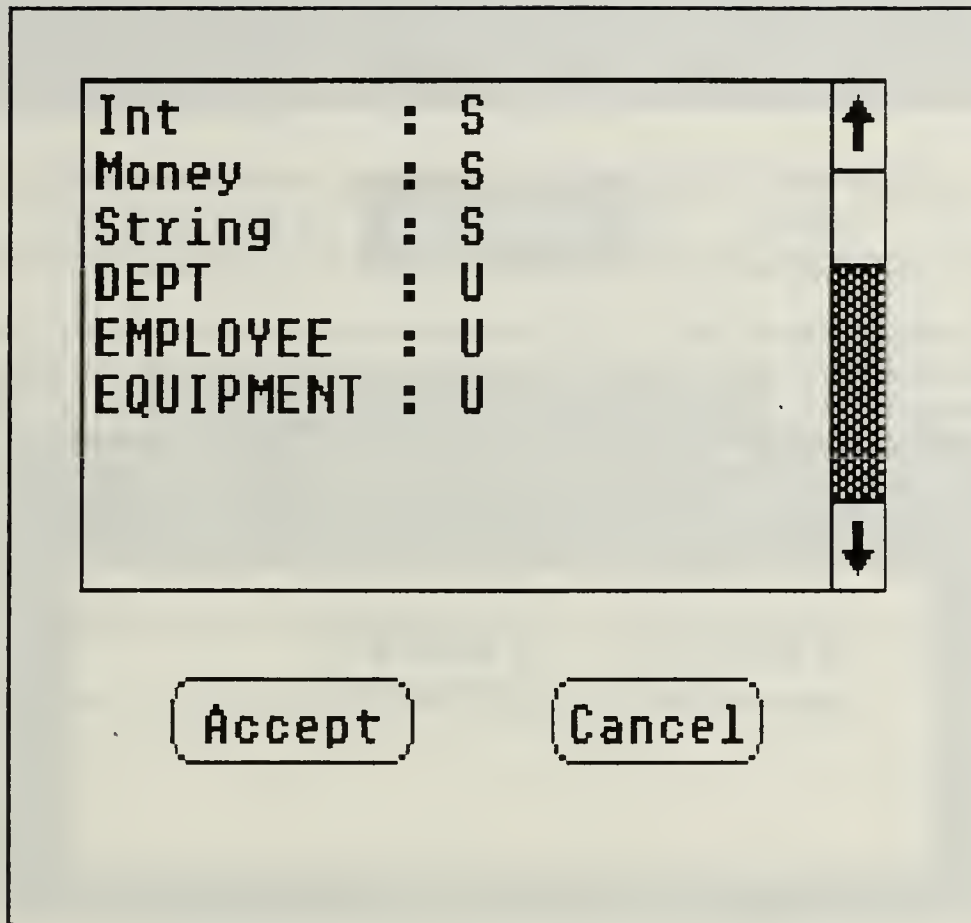 Int : S
Money : S
String : S
DEPT : U
EMPLOYEE : U
EQUIPMENT : U
Accept Cancel